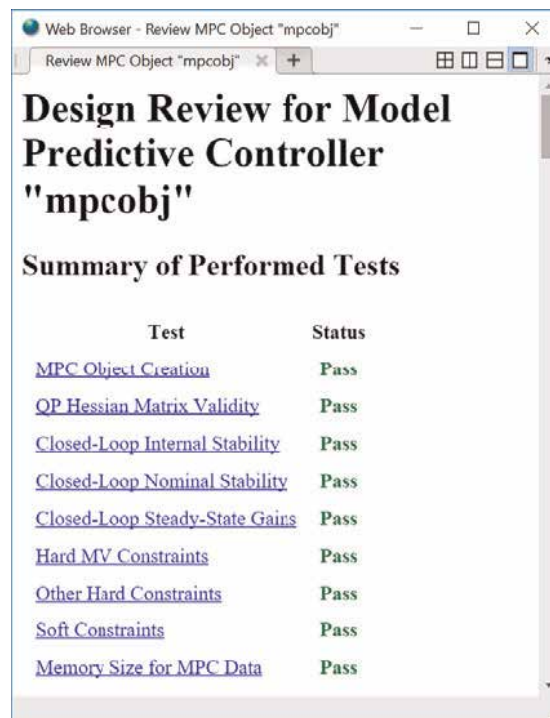 Web Browser - Review MPC Object "mpcobj"
Review MPC Object "mpcobj"
Design Review for Model
Predictive Controller
"mpcobj"
Summary of Performed Tests
Test Status
MPC Object Creation Pass
QP Hessian Matrix Validity Pass
Closed-Loop Internal Stability Pass
Closed-Loop Nominal Stability Pass
Closed-Loop Steady-State Gains Pass
Hard MV Constraints Pass
Other Hard Constraints Pass
Soft Constraints Pass
Memory Size for MPC Data Pass